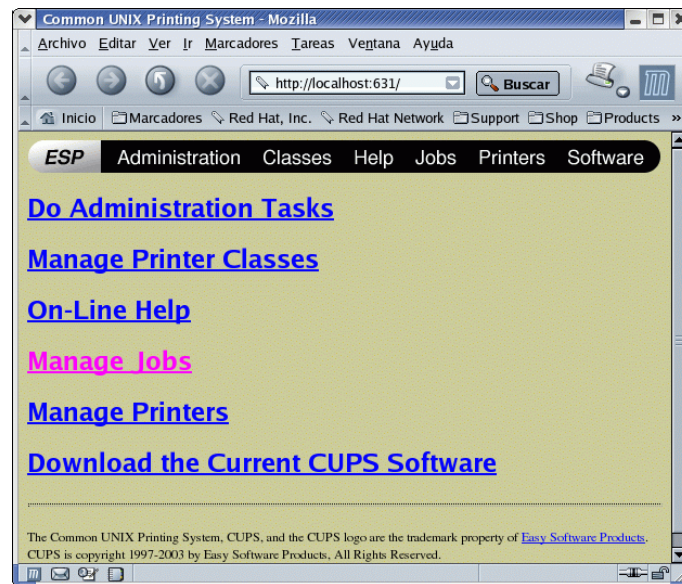 Common UNIX Printing System - Mozilla
Archivo Editar Ver Ir Marcadores Tareas Ventana Ayuda
http://localhost:631/ Buscar
Inicio Marcadores Red Hat, Inc. Red Hat Network Support Shop Products »
ESP Administration Classes Help Jobs Printers Software
Do Administration Tasks
Manage Printer Classes
On-Line Help
Manage Jobs
Manage Printers
Download the Current CUPS Software
The Common UNIX Printing System, CUPS, and the CUPS logo are the trademark property of Easy Software Products.
CUPS is copyright 1997-2003 by Easy Software Products, All Rights Reserved.